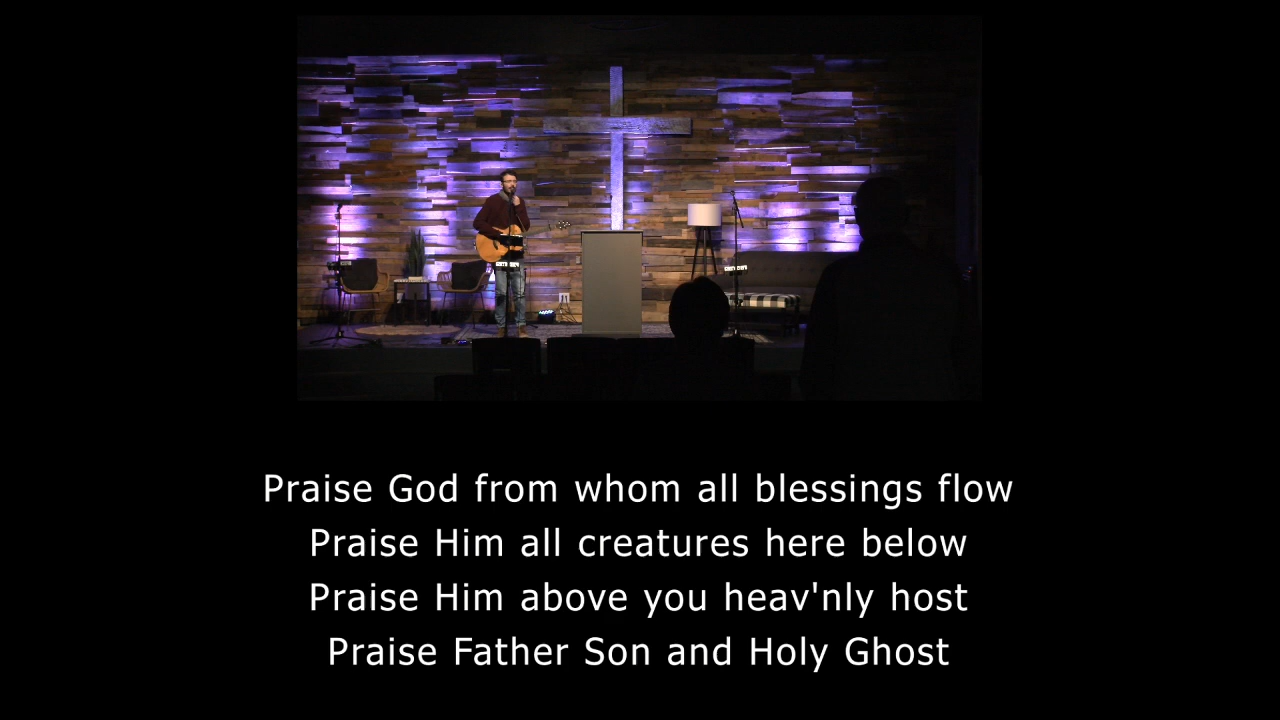 Praise God from whom all blessings flow
Praise Him all creatures here below
Praise Him above you heav'nly host
Praise Father Son and Holy Ghost